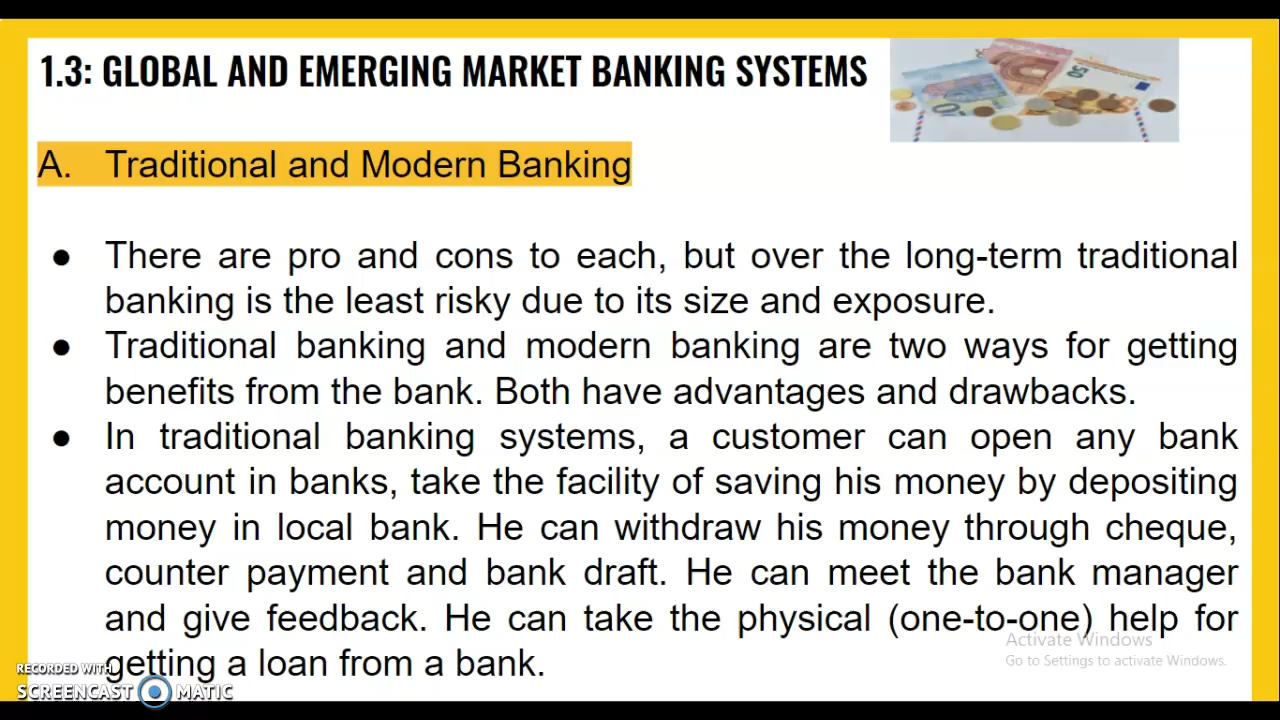 1.3: GLOBAL AND EMERGING MARKET BANKING SYSTEMS
A. Traditional and Modern Banking
● There are pro and cons to each, but over the long-term traditional
banking is the least risky due to its size and exposure.
● Traditional banking and modern banking are two ways for getting
benefits from the bank. Both have advantages and drawbacks.
● In traditional banking systems, a customer can open any bank
account in banks, take the facility of saving his money by depositing
money in local bank. He can withdraw his money through cheque,
counter payment and bank draft. He can meet the bank manager
and give feedback. He can take the physical (one-to-one) help for
getting a loan from a bank.
Activate Windows
Go to Settings to activate Windows.
RECORDED WITH
SCREENCAST MATIC